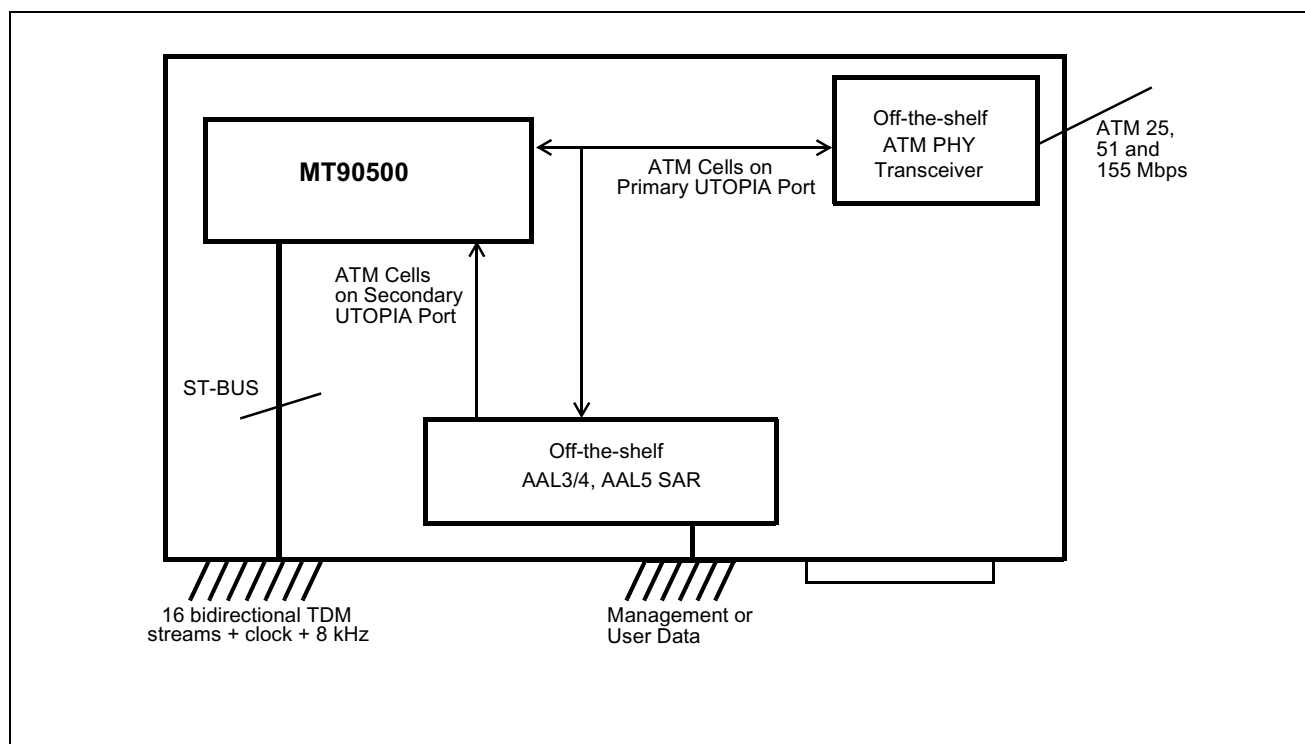 Off-the-shelf
ATM PHY
Transceiver
ATM 25,
51 and
155 Mbps
MT90500
ATM Cells on
Primary UTOPIA Port
ATM Cells
on Secondary
UTOPIA Port
ST-BUS
Off-the-shelf
AAL3/4, AAL5 SAR
16 bidirectional TDM
streams + clock + 8 kHz
Management or
User Data